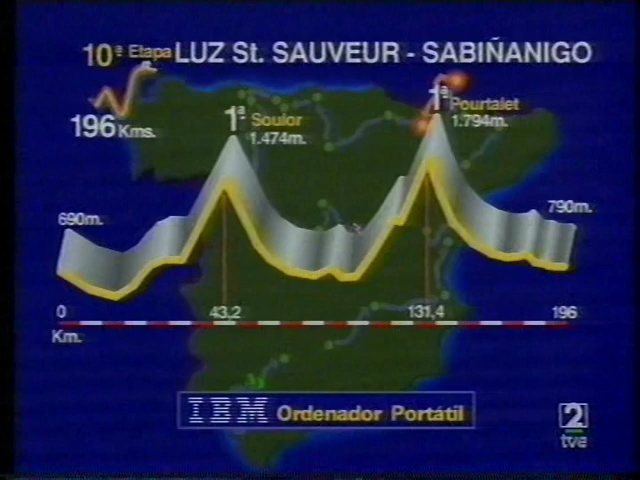 10ª Etapa LUZ St. SAUVEUR - SABIÑANIGO
196 Kms.
1ª Soulor
1.474m.
1ª Pourtalet
1.794m.
690m.
790m.
0 43,2 131,4 196
Km.
IBM Ordenador Portátil
2
tve